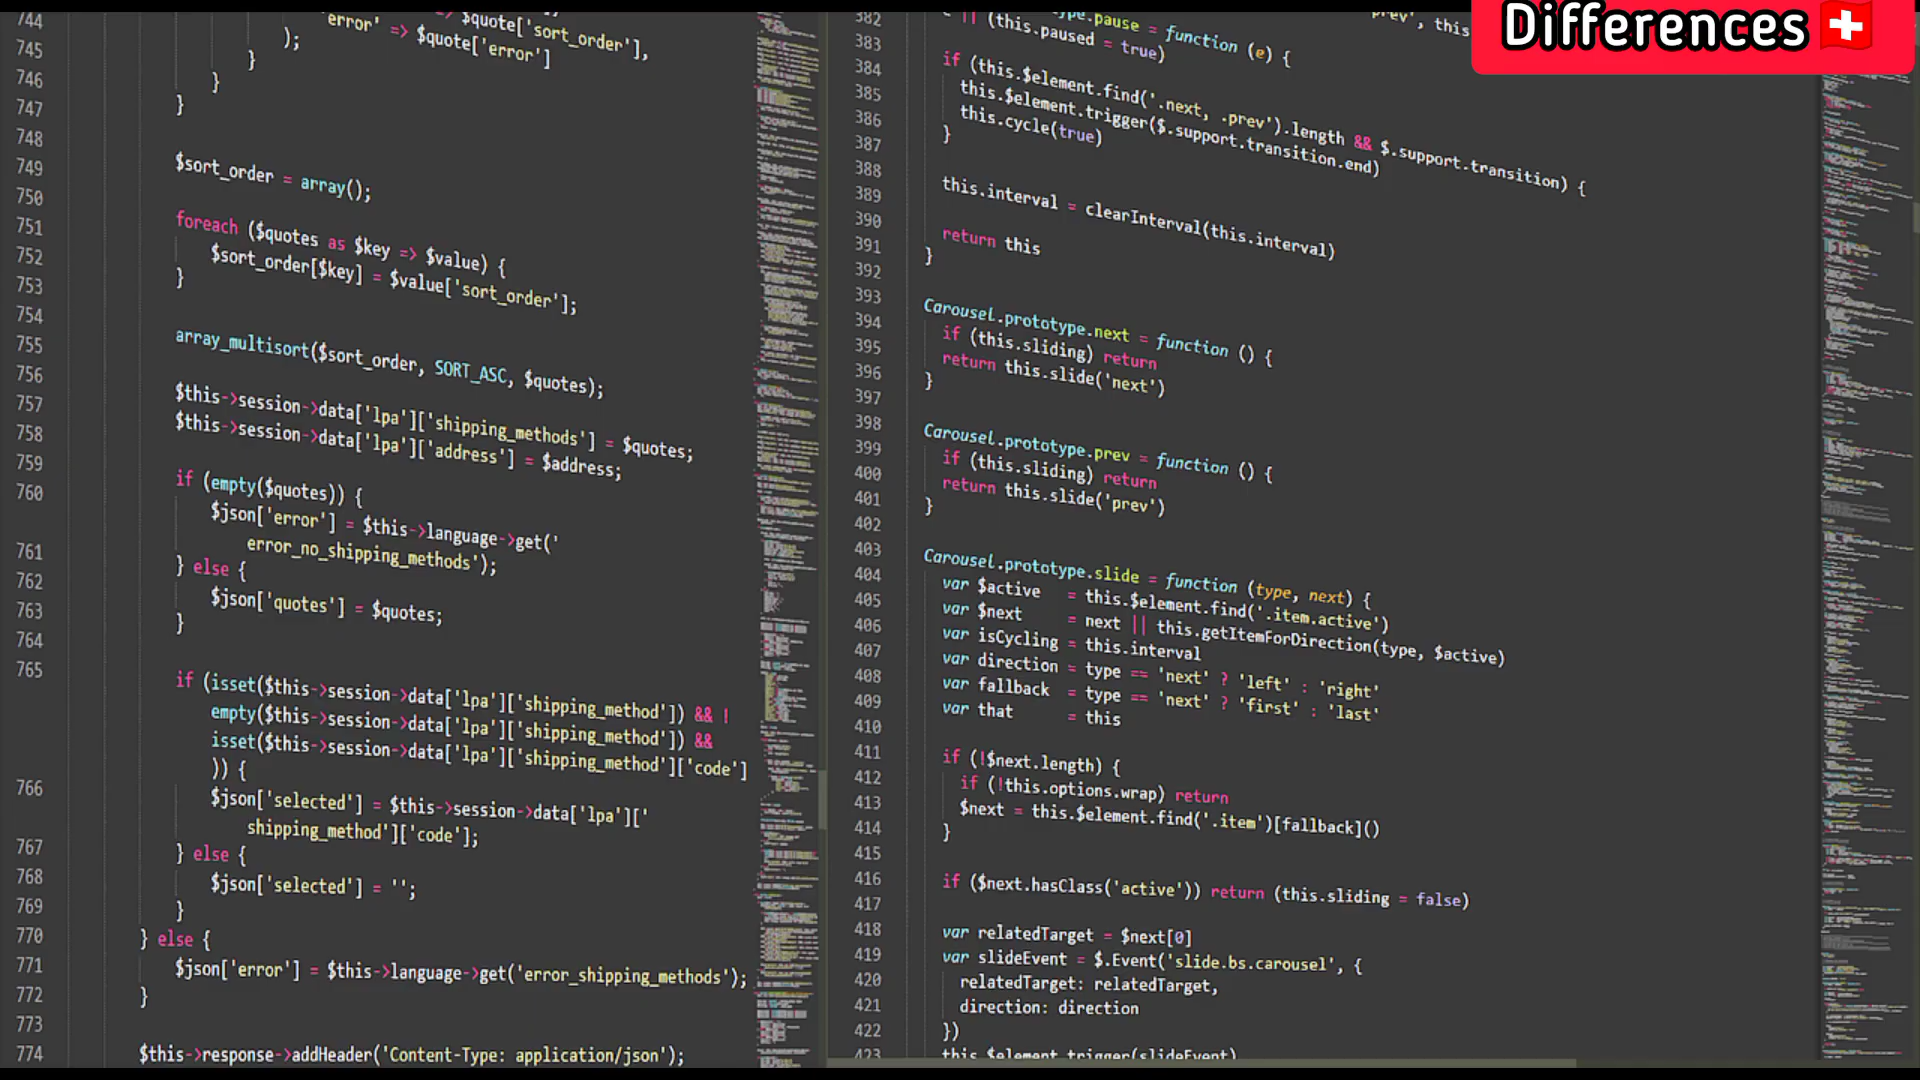 Differences
744
745
746
747
748
749
750
751
752
753
754
755
756
757
758
759
760
761
762
763
764
765
766
767
768
769
770
771
772
773
774
'error' => $quote['error']
$quote['sort_order'],
);
}
}
}
$sort_order = array();
foreach ($quotes as $key => $value) {
$sort_order[$key] = $value['sort_order'];
}
array_multisort($sort_order, SORT_ASC, $quotes);
$this->session->data['lpa']['shipping_methods'] = $quotes;
$this->session->data['lpa']['address'] = $address;
if (empty($quotes)) {
$json['error'] = $this->language->get('
error_no_shipping_methods');
} else {
$json['quotes'] = $quotes;
}
if (isset($this->session->data['lpa']['shipping_method']) && !
empty($this->session->data['lpa']['shipping_method']) &&
isset($this->session->data['lpa']['shipping_method']['code']
)) {
$json['selected'] = $this->session->data['lpa']['
shipping_method']['code'];
} else {
$json['selected'] = '';
}
} else {
$json['error'] = $this->language->get('error_shipping_methods');
}
$this->response->addHeader('Content-Type: application/json');
382
383
384
385
386
387
388
389
390
391
392
393
394
395
396
397
398
399
400
401
402
403
404
405
406
407
408
409
410
411
412
413
414
415
416
417
418
419
420
421
422
423
.pause = function (e) {
|| (this.paused = true)
if (this.$element.find('.next, .prev').length && $.support.transition) {
this.$element.trigger($.support.transition.end)
this.cycle(true)
}
this.interval = clearInterval(this.interval)
return this
}
Carousel.prototype.next = function () {
if (this.sliding) return
return this.slide('next')
}
Carousel.prototype.prev = function () {
if (this.sliding) return
return this.slide('prev')
}
Carousel.prototype.slide = function (type, next) {
var $active = this.$element.find('.item.active')
var $next = next || this.getItemForDirection(type, $active)
var isCycling = this.interval
var direction = type == 'next' ? 'left' : 'right'
var fallback = type == 'next' ? 'first' : 'last'
var that = this
if (!$next.length) {
if (!this.options.wrap) return
$next = this.$element.find('.item')[fallback]()
}
if ($next.hasClass('active')) return (this.sliding = false)
var relatedTarget = $next[0]
var slideEvent = $.Event('slide.bs.carousel', {
relatedTarget: relatedTarget,
direction: direction
})
this.$element.trigger(slideEvent)